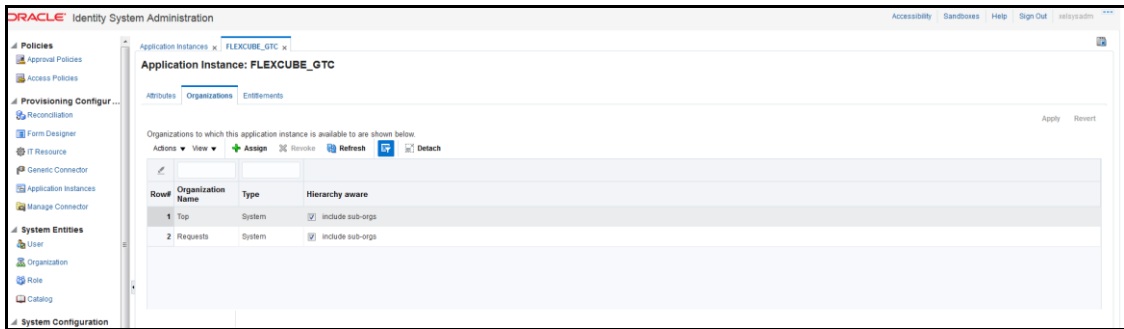 ORACLE Identity System Administration
Accessibility Sandboxes Help Sign Out xelsysadm
Policies
Approval Policies
Access Policies
Provisioning Configur...
Reconciliation
Form Designer
IT Resource
Generic Connector
Application Instances
Manage Connector
System Entities
User
Organization
Role
Catalog
System Configuration
Application Instances FLEXCUBE_GTC
Application Instance: FLEXCUBE_GTC
Attributes Organizations Entitlements
Apply Revert
Organizations to which this application instance is available to are shown below.
Actions View Assign Revoke Refresh Detach
Row# Organization Name Type Hierarchy aware
1 Top System include sub-orgs
2 Requests System include sub-orgs